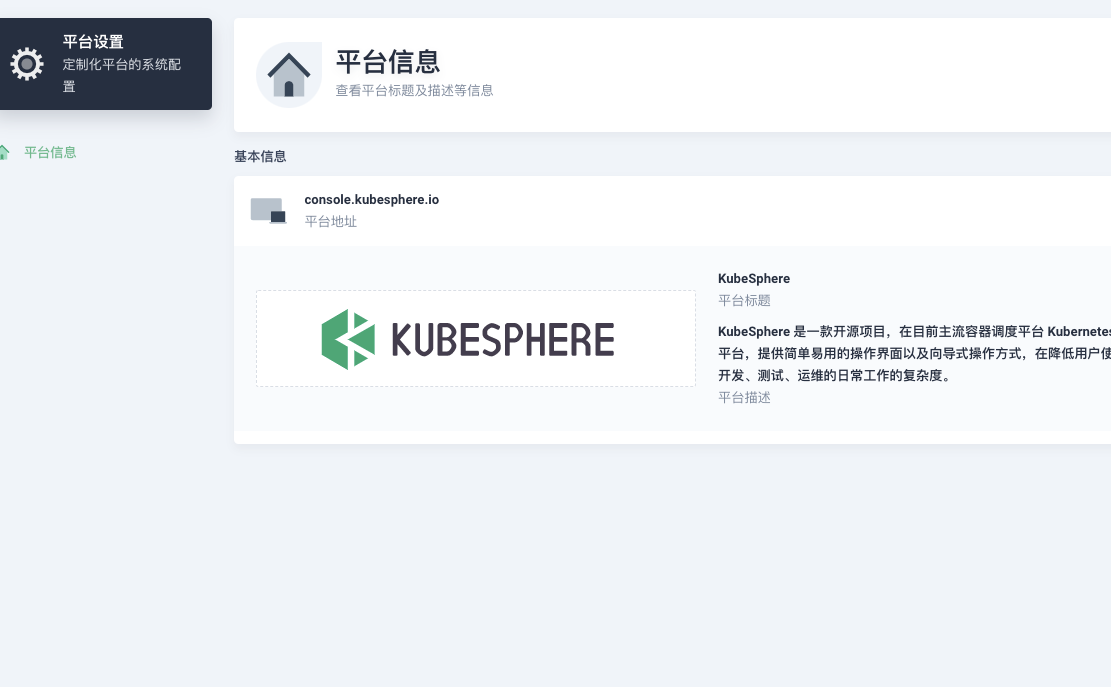 平台设置
定制化平台的系统配
置
平台信息
平台信息
查看平台标题及描述等信息
基本信息
console.kubesphere.io
平台地址
KUBESPHERE
KubeSphere
平台标题
KubeSphere 是一款开源项目，在目前主流容器调度平台 Kubernetes
平台，提供简单易用的操作界面以及向导式操作方式，在降低用户使
开发、测试、运维的日常工作的复杂度。
平台描述